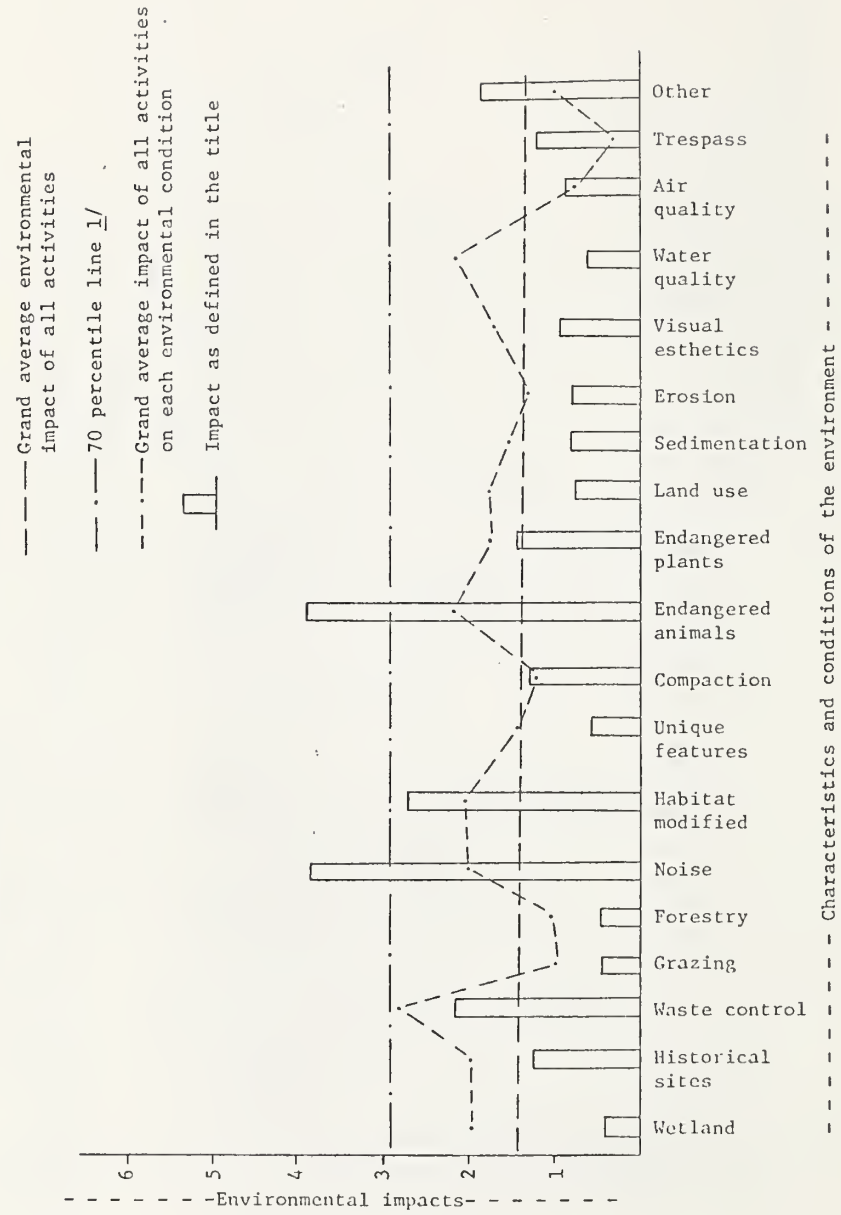 Grand average environmental
impact of all activities
70 percentile line 1/
Grand average impact of all activities
on each environmental condition
Impact as defined in the title
Other
Trespass
Air
quality
Water
quality
Visual
esthetics
Erosion
Sedimentation
Land use
Endangered
plants
Endangered
animals
Compaction
Unique
features
Habitat
modified
Noise
Forestry
Grazing
Waste control
Historical
sites
Wetland
6
5
4
3
2
1
- - - - - - -Environmental impacts- - - - - -
- - - - - - Characteristics and conditions of the environment - - - - - - - -